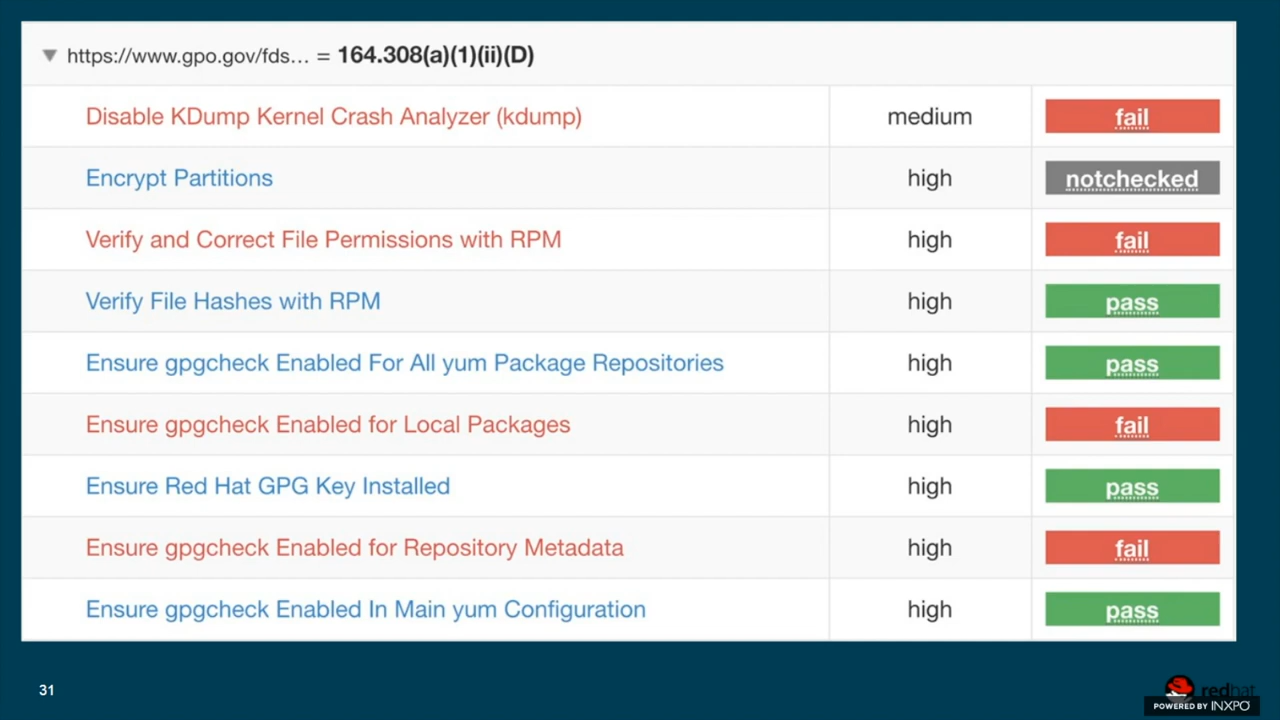 ▼ https://www.gpo.gov/fds... = 164.308(a)(1)(ii)(D)
Disable KDump Kernel Crash Analyzer (kdump) medium fail
Encrypt Partitions high notchecked
Verify and Correct File Permissions with RPM high fail
Verify File Hashes with RPM high pass
Ensure gpgcheck Enabled For All yum Package Repositories high pass
Ensure gpgcheck Enabled for Local Packages high fail
Ensure Red Hat GPG Key Installed high pass
Ensure gpgcheck Enabled for Repository Metadata high fail
Ensure gpgcheck Enabled In Main yum Configuration high pass
31
redhat
POWERED BY INXPO